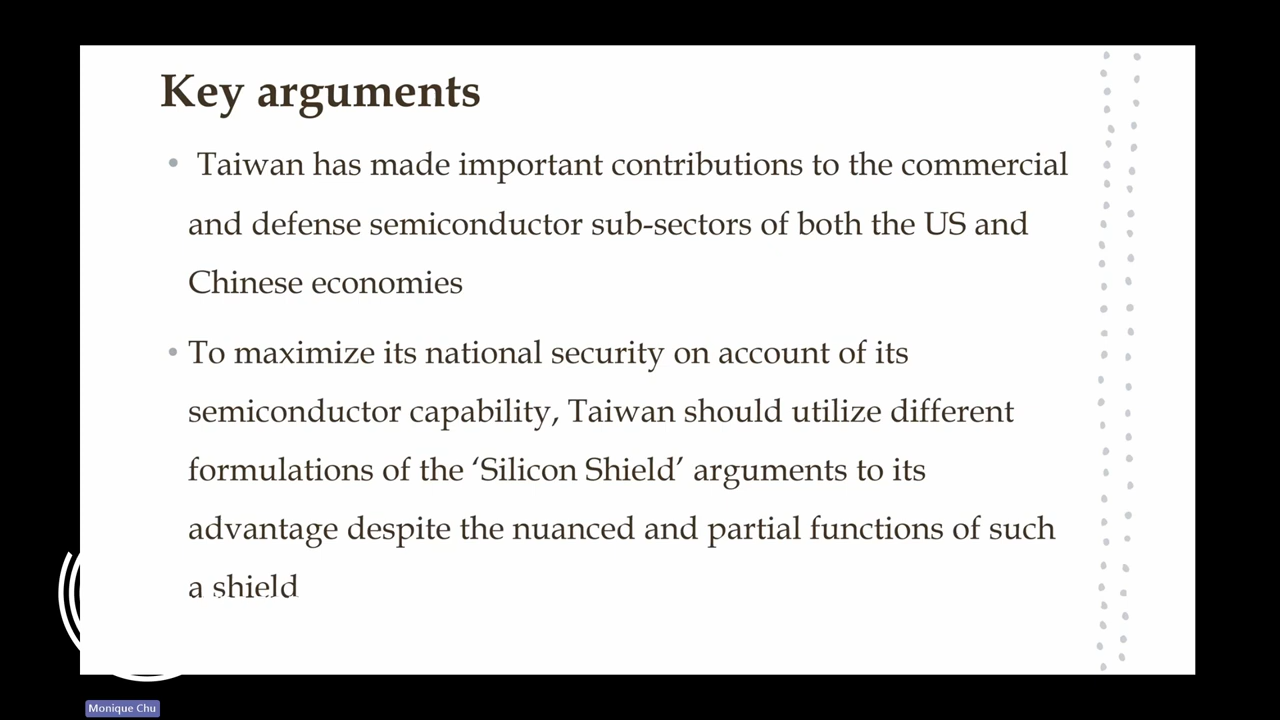 Key arguments
• Taiwan has made important contributions to the commercial
and defense semiconductor sub-sectors of both the US and
Chinese economies
• To maximize its national security on account of its
semiconductor capability, Taiwan should utilize different
formulations of the ‘Silicon Shield’ arguments to its
advantage despite the nuanced and partial functions of such
a shield
Monique Chu